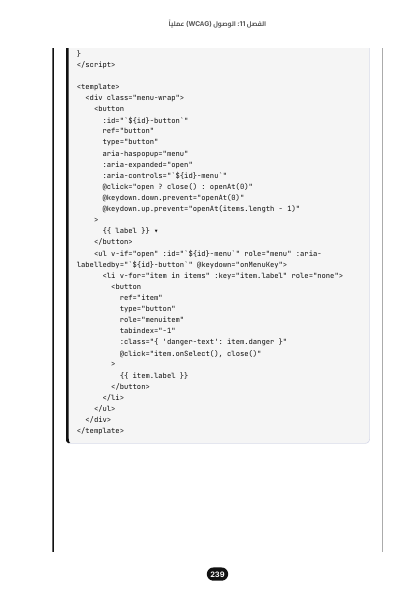 الفصل 11: الوصول (WCAG) عمليًا
}
</script>
<template>
<div class="menu-wrap">
<button
:id="`${id}-button`"
ref="button"
type="button"
aria-haspopup="menu"
:aria-expanded="open"
:aria-controls="`${id}-menu`"
@click="open ? close() : openAt(0)"
@keydown.down.prevent="openAt(0)"
@keydown.up.prevent="openAt(items.length - 1)"
>
{{ label }} ▾
</button>
<ul v-if="open" :id="`${id}-menu`" role="menu" :aria-
labelledby="`${id}-button`" @keydown="onMenuKey">
<li v-for="item in items" :key="item.label" role="none">
<button
ref="item"
type="button"
role="menuitem"
tabindex="-1"
:class="{ 'danger-text': item.danger }"
@click="item.onSelect(), close()"
>
{{ item.label }}
</button>
</li>
</ul>
</div>
</template>
239